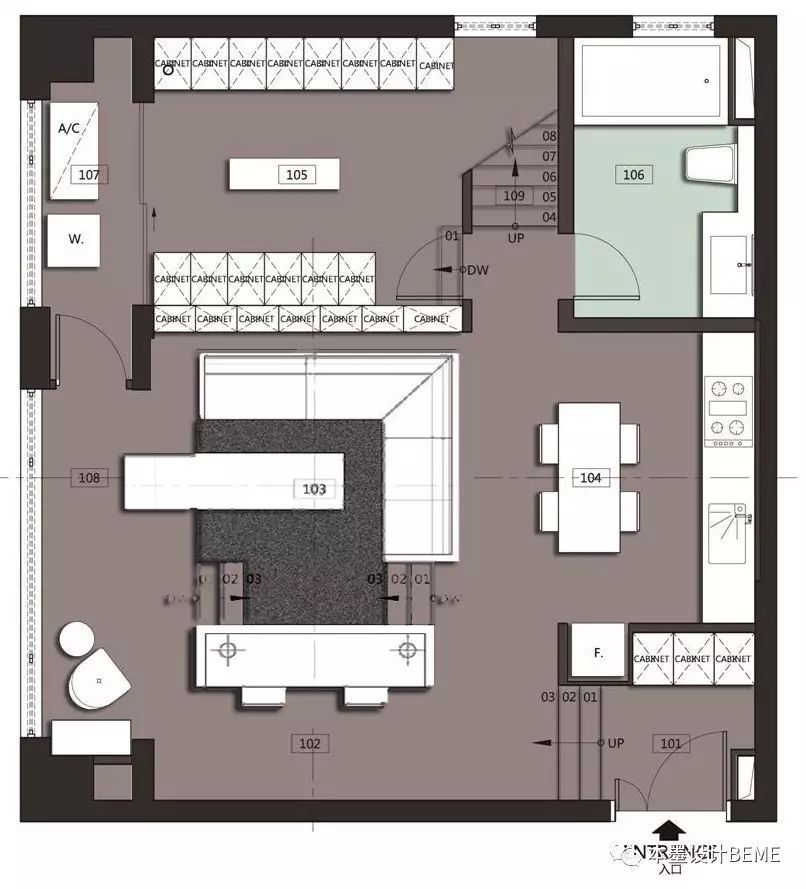 CABINET CABINET CABINET CABINET CABINET CABINET CABINET CABINET
A/C
107
105
106
08
07
06
05
04
109
UP
W.
01
DW
CABINET CABINET CABINET CABINET CABINET CABINET
CABINET CABINET CABINET CABINET CABINET CABINET CABINET
108
103
104
02 03
03 02 01
F.
CABINET CABINET CABINET
03 02 01
102
UP
101
ENTRANCE
本墨设计BEME
入口